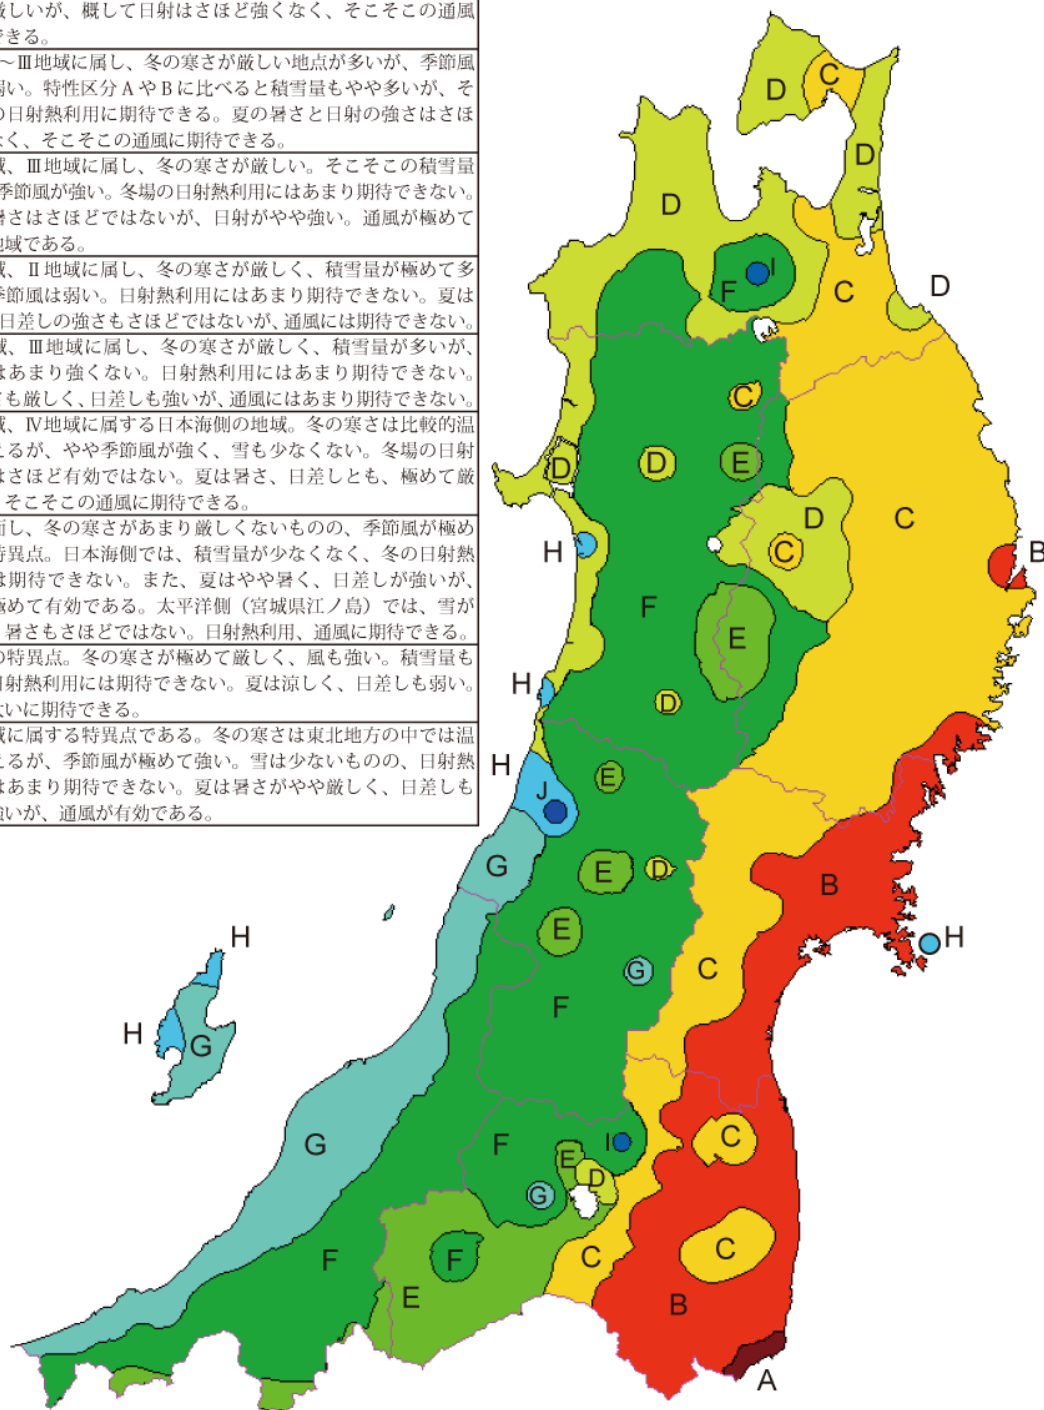 厳しいが、概して日射はさほど強くなく、そこそこの通風
できる。
～Ⅲ地域に属し、冬の寒さが厳しい地点が多いが、季節風
弱い。特性区分AやBに比べると積雪量もやや多いが、そ
の日射熱利用に期待できる。夏の暑さと日射の強さはさほ
なく、そこそこの通風に期待できる。
域、Ⅲ地域に属し、冬の寒さが厳しい。そこそこの積雪量
季節風が強い。冬場の日射熱利用にはあまり期待できない。
暑さはさほどではないが、日射がやや強い。通風が極めて
地域である。
域、Ⅱ地域に属し、冬の寒さが厳しく、積雪量が極めて多
季節風は弱い。日射熱利用にはあまり期待できない。夏は
日差しの強さもさほどではないが、通風には期待できない。
域、Ⅲ地域に属し、冬の寒さが厳しく、積雪量が多いが、
はあまり強くない。日射熱利用にはあまり期待できない。
ても厳しく、日差しも強いが、通風にはあまり期待できない。
域、Ⅳ地域に属する日本海側の地域。冬の寒さは比較的温
えるが、やや季節風が強く、雪も少なくない。冬場の日射
はさほど有効ではない。夏は暑さ、日差しとも、極めて厳
、そこそこの通風に期待できる。
面し、冬の寒さがあまり厳しくないものの、季節風が極め
特異点。日本海側では、積雪量が少なくなく、冬の日射熱
は期待できない。また、夏はやや暑く、日差しが強いが、
極めて有効である。太平洋側（宮城県江ノ島）では、雪が
、暑さもさほどではない。日射熱利用、通風に期待できる。
の特異点。冬の寒さが極めて厳しく、風も強い。積雪量も
日射熱利用には期待できない。夏は涼しく、日差しも弱い。
大いに期待できる。
域に属する特異点である。冬の寒さは東北地方の中では温
えるが、季節風が極めて強い。雪は少ないものの、日射熱
はあまり期待できない。夏は暑さがやや厳しく、日差しも
強いが、通風が有効である。
C
D
D
D
I
F
C
D
C
D
D
E
D
C
H
C
B
F
E
H
D
H
E
J
G
E
D
B
E
H
H
G
C
F
H
G
C
F
I
G
E
D
G
F
F
C
C
E
B
A